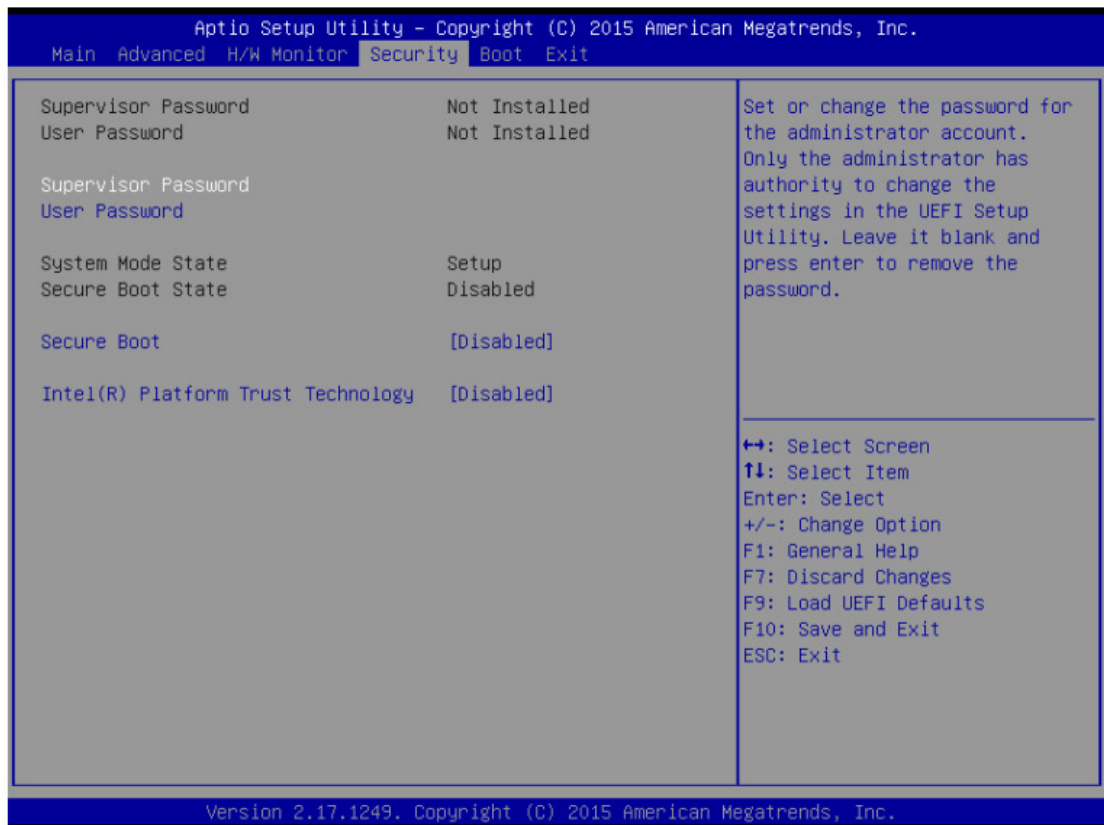 Aptio Setup Utility – Copyright (C) 2015 American Megatrends, Inc.
Main Advanced H/W Monitor Security Boot Exit
Supervisor Password Not Installed
User Password Not Installed
Supervisor Password
User Password
System Mode State Setup
Secure Boot State Disabled
Secure Boot [Disabled]
Intel(R) Platform Trust Technology [Disabled]
Set or change the password for
the administrator account.
Only the administrator has
authority to change the
settings in the UEFI Setup
Utility. Leave it blank and
press enter to remove the
password.
↔: Select Screen
↑↓: Select Item
Enter: Select
+/-: Change Option
F1: General Help
F7: Discard Changes
F9: Load UEFI Defaults
F10: Save and Exit
ESC: Exit
Version 2.17.1249. Copyright (C) 2015 American Megatrends, Inc.